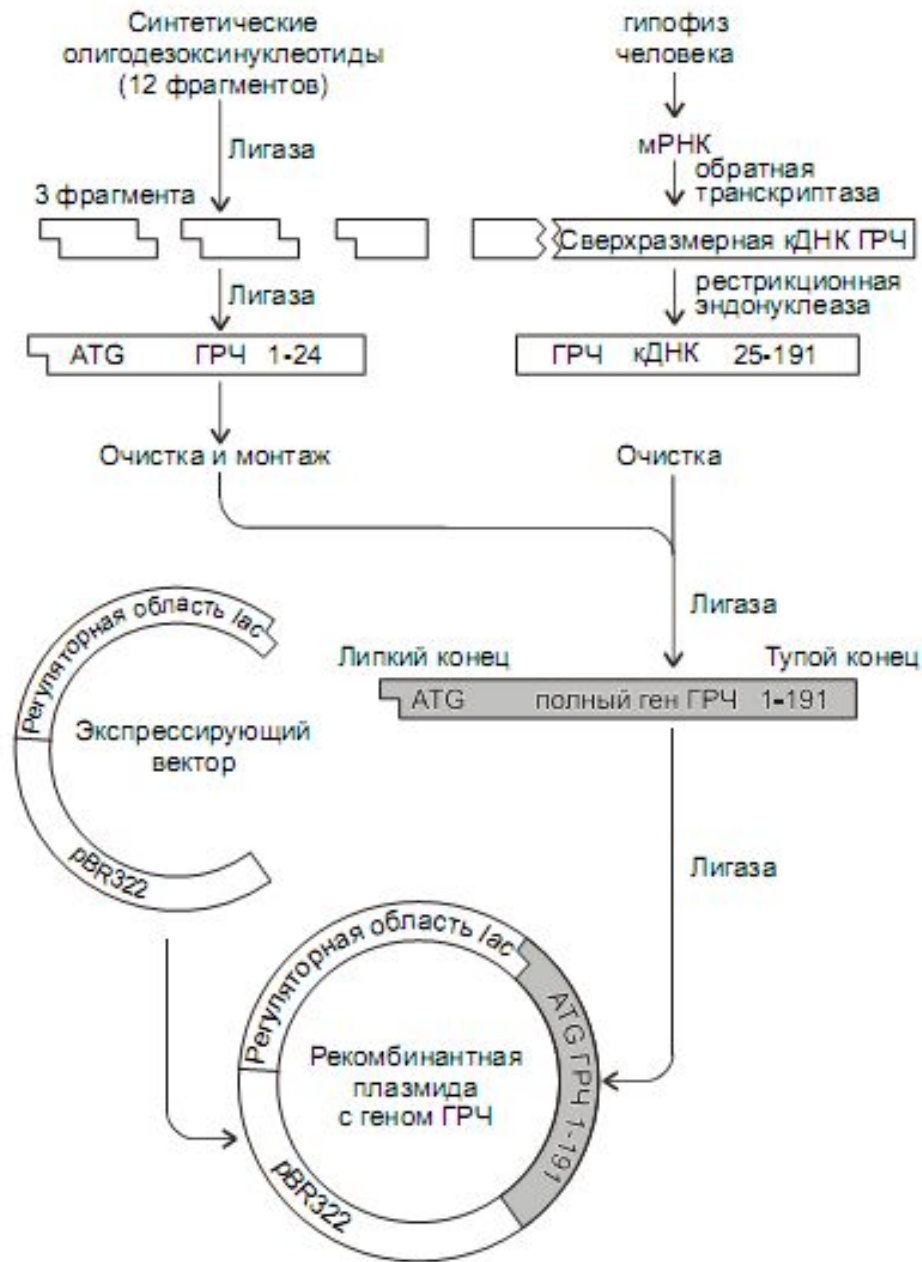 Синтетические
олигодезоксинуклеотиды
(12 фрагментов)
гипофиз
человека
Лигаза
мРНК
обратная
транскриптаза
3 фрагмента
Сверхразмерная кДНК ГРЧ
Лигаза
рестрикционная
эндонуклеаза
ATG ГРЧ 1-24
ГРЧ кДНК 25-191
Очистка и монтаж
Очистка
Лигаза
Регуляторная область lac
Липкий конец
Тупой конец
ATG полный ген ГРЧ 1-191
Экспрессирующий
вектор
pBR322
Лигаза
Регуляторная область lac
ATG ГРЧ 1-191
Рекомбинантная
плазмида
с геном ГРЧ
pBR322